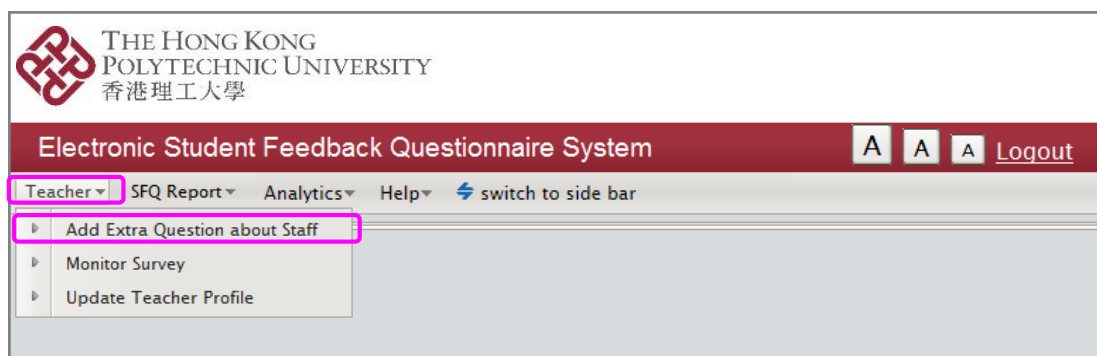 THE HONG KONG
POLYTECHNIC UNIVERSITY
香港理工大學
Electronic Student Feedback Questionnaire System
A A A Logout
Teacher SFQ Report Analytics Help switch to side bar
Add Extra Question about Staff
Monitor Survey
Update Teacher Profile